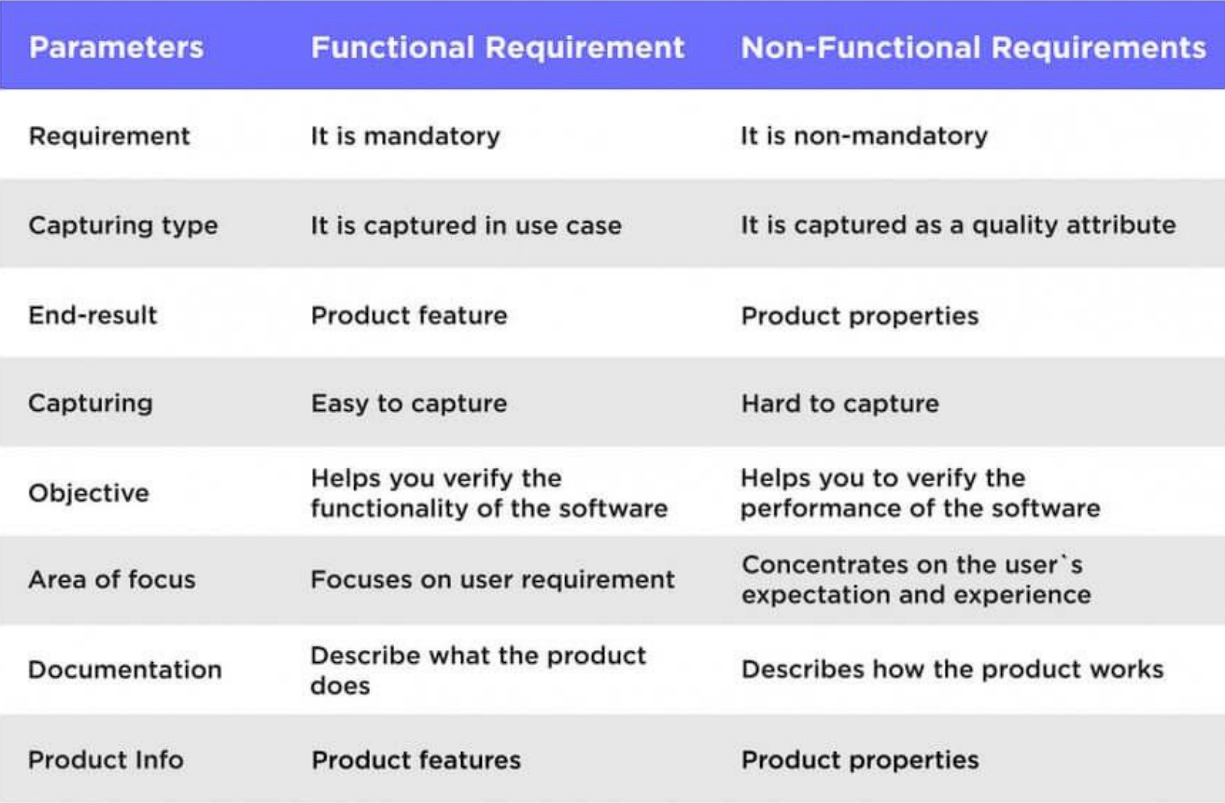 Parameters Functional Requirement Non-Functional Requirements
Requirement It is mandatory It is non-mandatory
Capturing type It is captured in use case It is captured as a quality attribute
End-result Product feature Product properties
Capturing Easy to capture Hard to capture
Objective Helps you verify the functionality of the software Helps you to verify the performance of the software
Area of focus Focuses on user requirement Concentrates on the user`s expectation and experience
Documentation Describe what the product does Describes how the product works
Product Info Product features Product properties